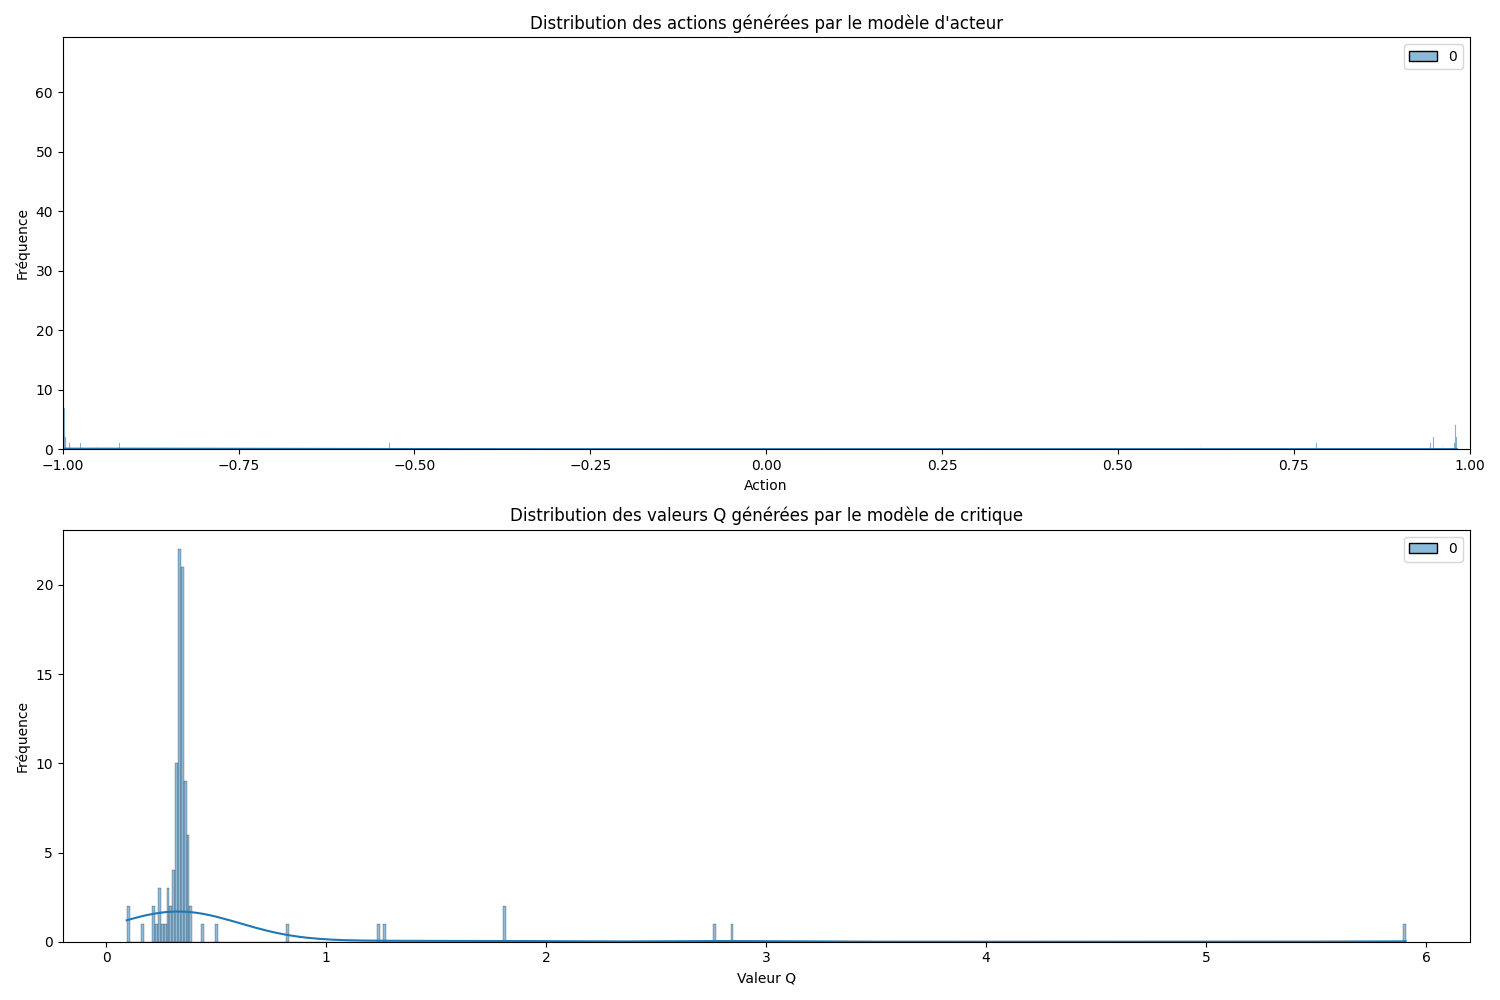 Distribution des actions générées par le modèle d'acteur
0
60
50
40
30
20
10
0
Fréquence
−1.00 −0.75 −0.50 −0.25 0.00 0.25 0.50 0.75 1.00
Action
Distribution des valeurs Q générées par le modèle de critique
0
20
15
10
5
0
Fréquence
0 1 2 3 4 5 6
Valeur Q